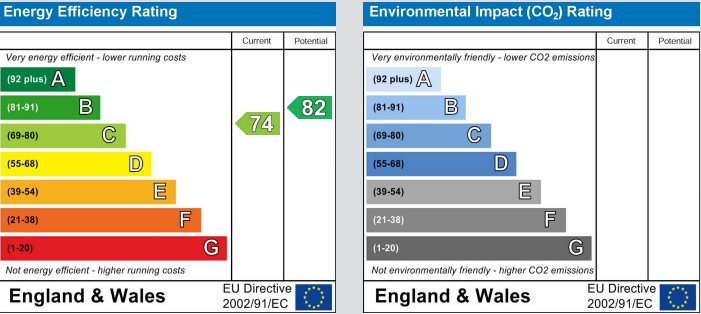 Energy Efficiency Rating
Current Potential
Very energy efficient - lower running costs
(92 plus) A
(81-91) B
(69-80) C
(55-68) D
(39-54) E
(21-38) F
(1-20) G
74
82
Not energy efficient - higher running costs
England & Wales
EU Directive
2002/91/EC
Environmental Impact (CO₂) Rating
Current Potential
Very environmentally friendly - lower CO2 emissions
(92 plus) A
(81-91) B
(69-80) C
(55-68) D
(39-54) E
(21-38) F
(1-20) G
Not environmentally friendly - higher CO2 emissions
England & Wales
EU Directive
2002/91/EC